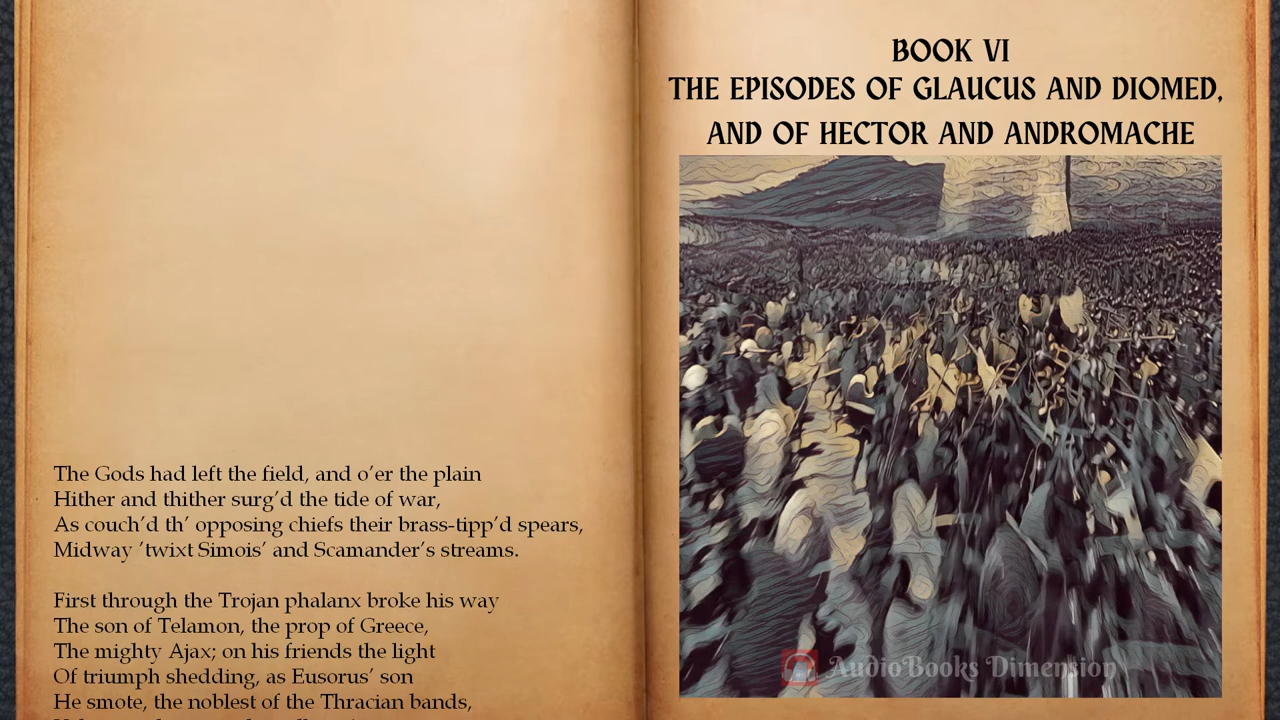 The Gods had left the field, and o’er the plain
Hither and thither surg’d the tide of war,
As couch’d th’ opposing chiefs their brass-tipp’d spears,
Midway ’twixt Simois’ and Scamander’s streams.
First through the Trojan phalanx broke his way
The son of Telamon, the prop of Greece,
The mighty Ajax; on his friends the light
Of triumph shedding, as Eusorus’ son
He smote, the noblest of the Thracian bands,
BOOK VI
THE EPISODES OF GLAUCUS AND DIOMED,
AND OF HECTOR AND ANDROMACHE
AudioBooks Dimension